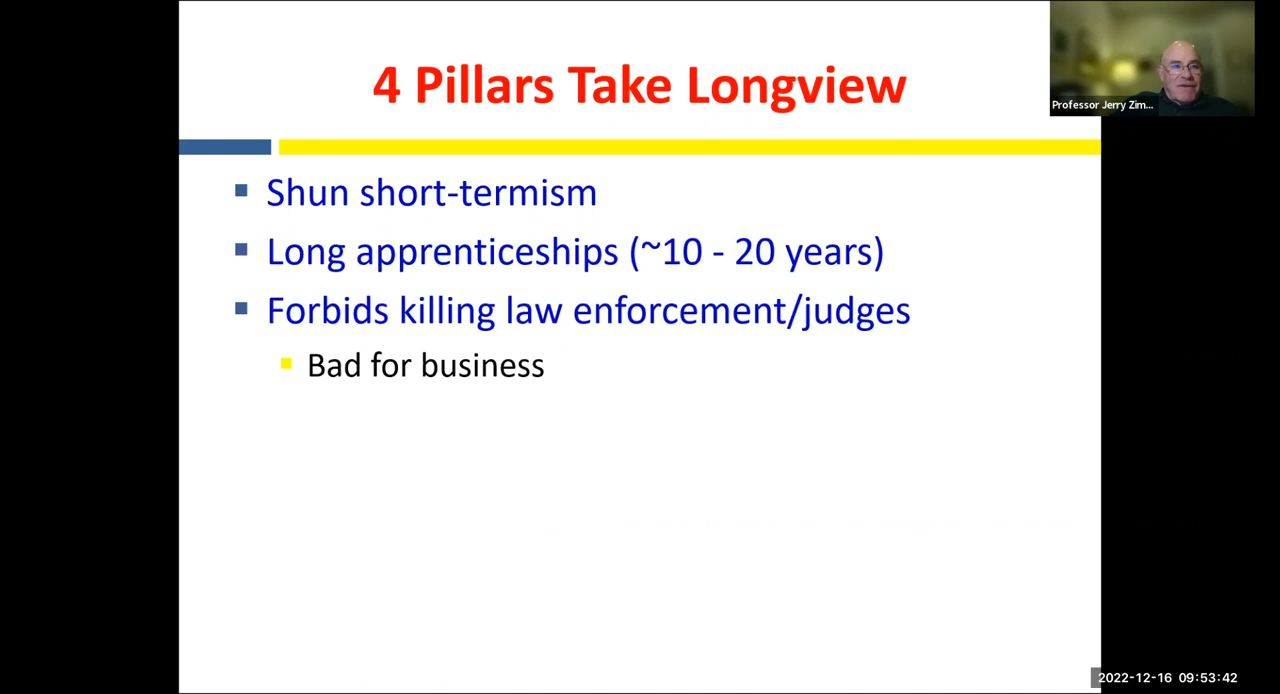 4 Pillars Take Longview
Professor Jerry Zim...
Shun short-termism
Long apprenticeships (~10 - 20 years)
Forbids killing law enforcement/judges
Bad for business
2022-12-16 09:53:42